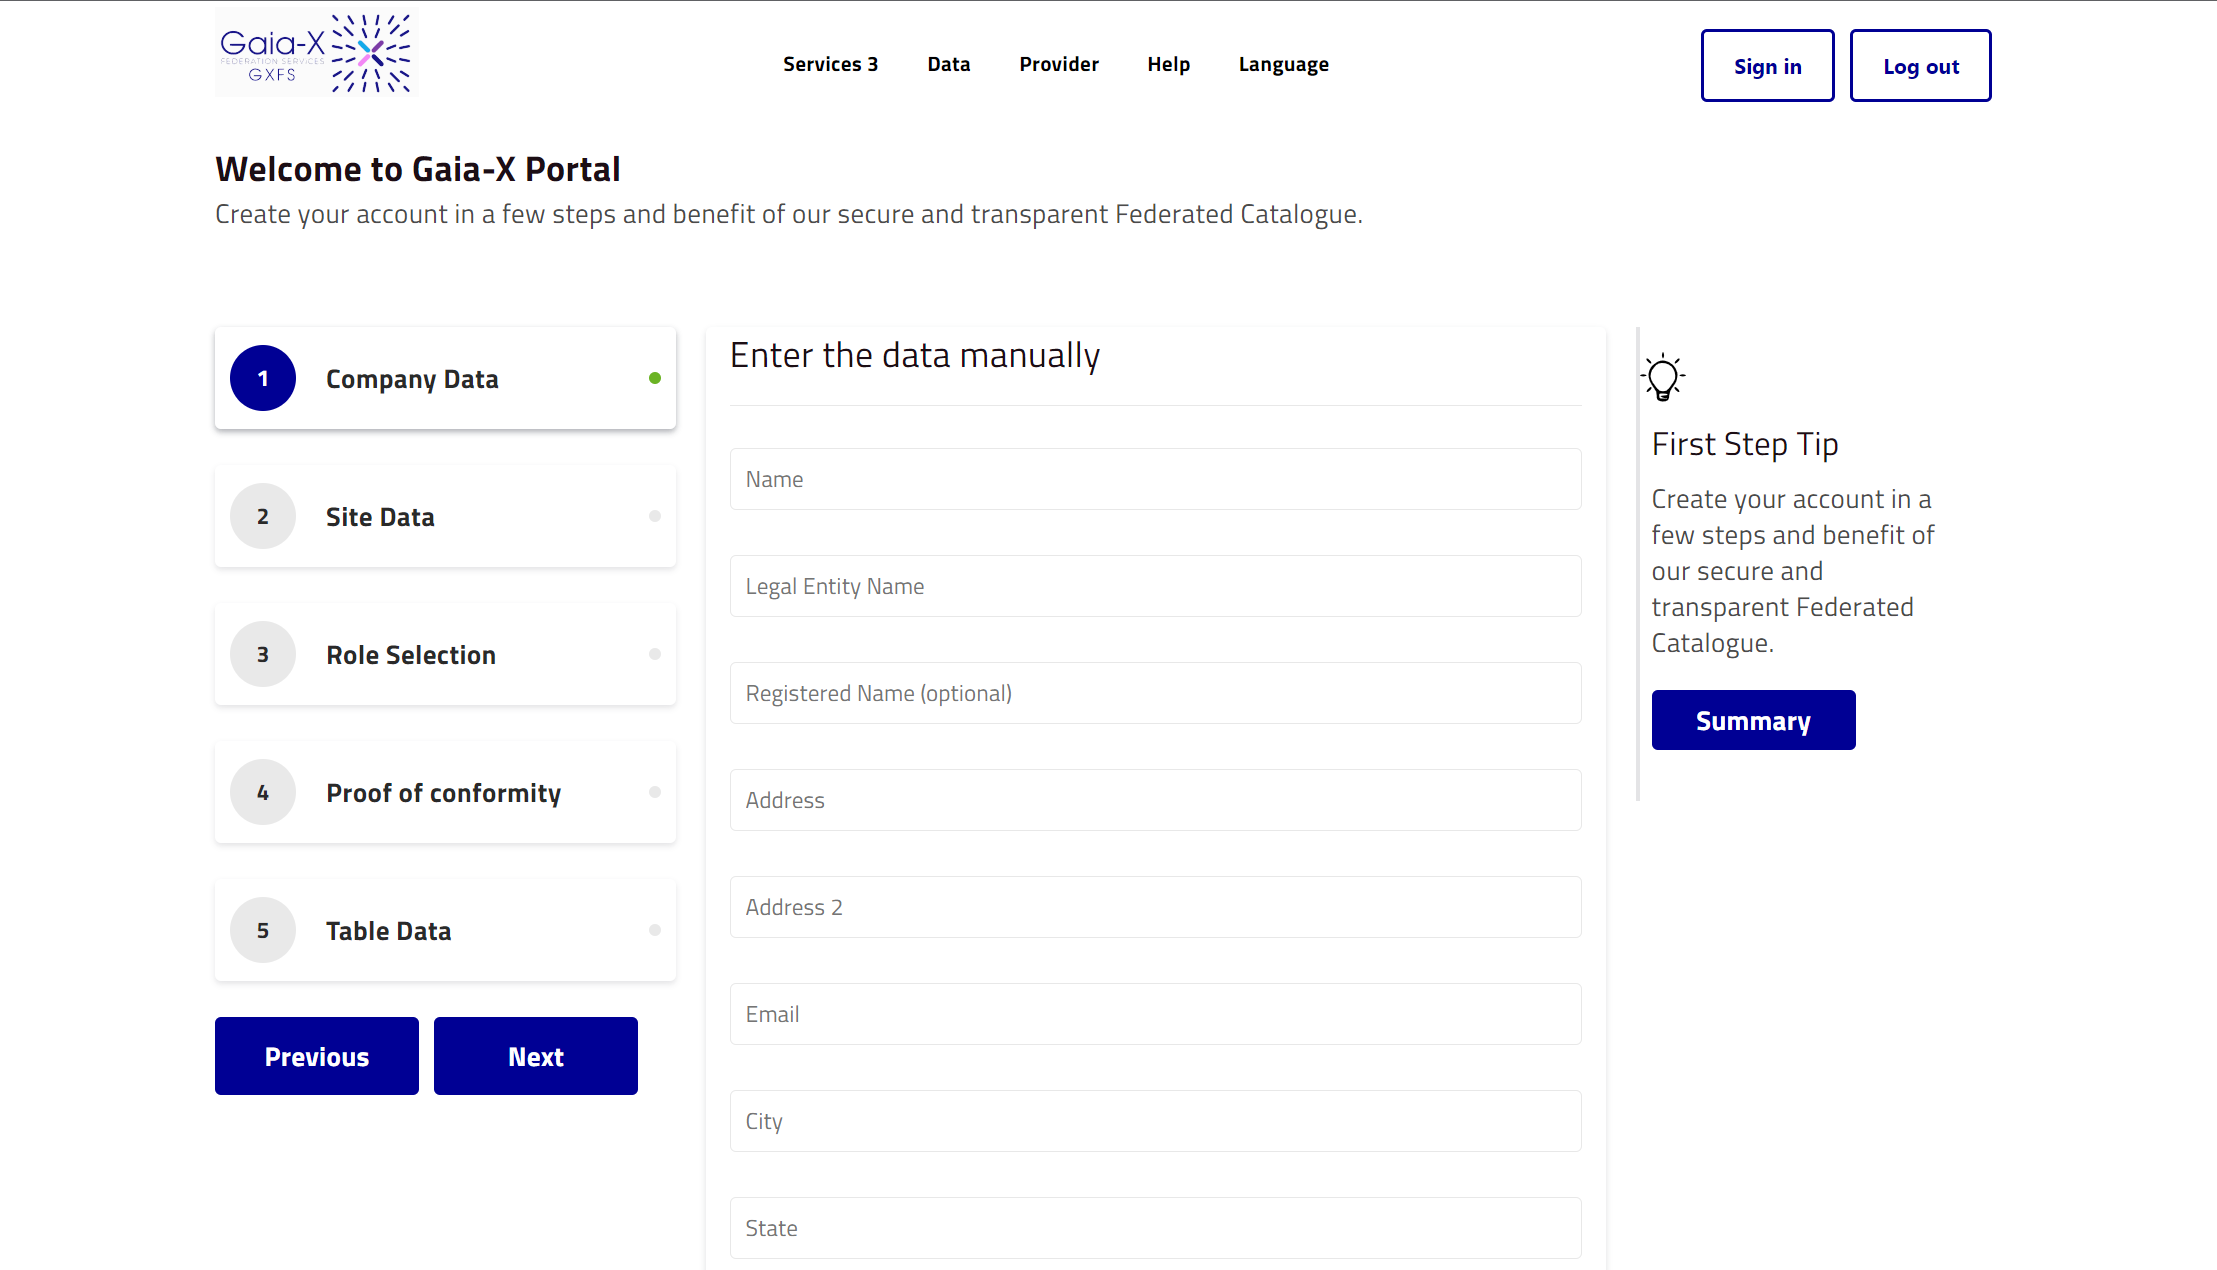 Gaia-X
FEDERATION SERVICES
GXFS
Services 3
Data
Provider
Help
Language
Sign in
Log out
Welcome to Gaia-X Portal
Create your account in a few steps and benefit of our secure and transparent Federated Catalogue.
1
Company Data
2
Site Data
3
Role Selection
4
Proof of conformity
5
Table Data
Previous
Next
Enter the data manually
Name
Legal Entity Name
Registered Name (optional)
Address
Address 2
Email
City
State
First Step Tip
Create your account in a
few steps and benefit of
our secure and
transparent Federated
Catalogue.
Summary